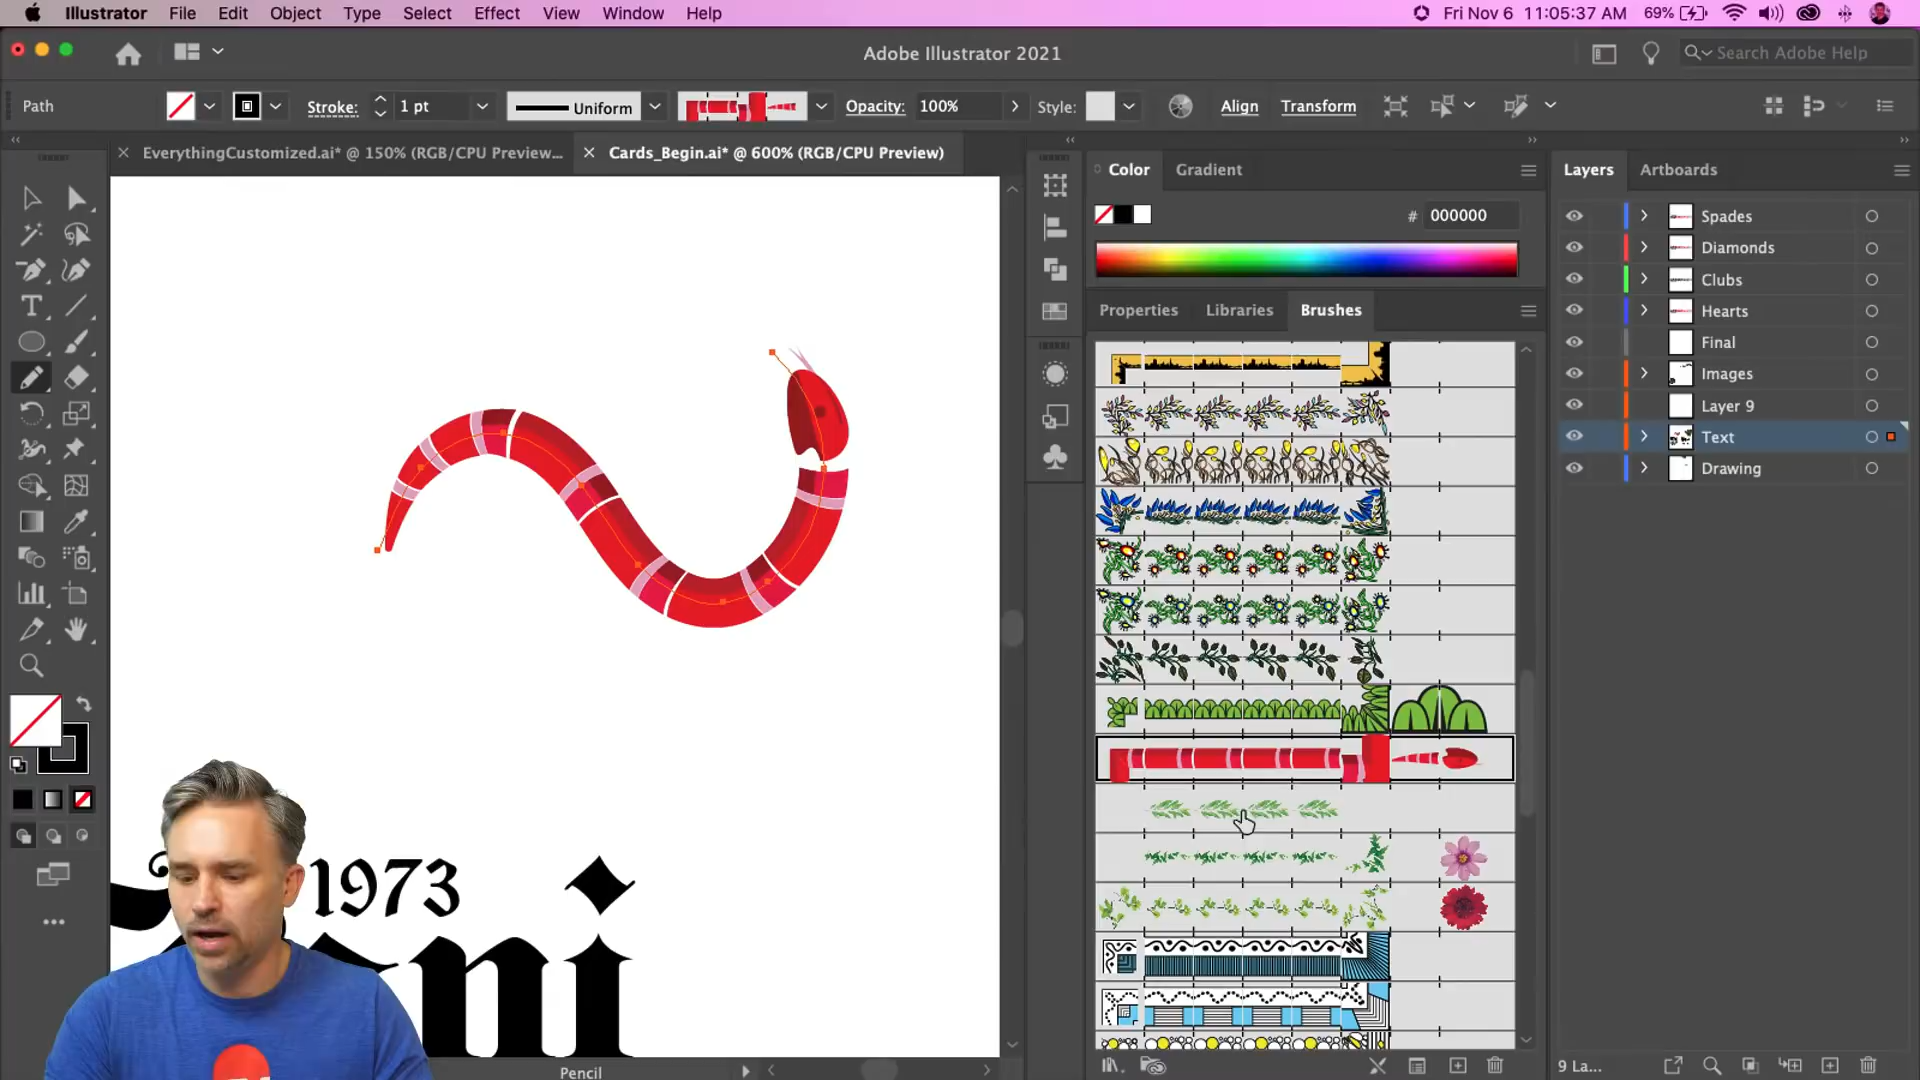 Illustrator File Edit Object Type Select Effect View Window Help Fri Nov 6 11:05:37 AM 69%
Adobe Illustrator 2021 Search Adobe Help
Path Stroke: 1 pt Uniform Opacity: 100% Style: Align Transform
EverythingCustomized.ai* @ 150% (RGB/CPU Preview... Cards_Begin.ai* @ 600% (RGB/CPU Preview)
Color Gradient Layers Artboards
# 000000
Properties Libraries Brushes
Spades
Diamonds
Clubs
Hearts
Final
Images
Layer 9
Text
Drawing
1973
Pencil
9 La...